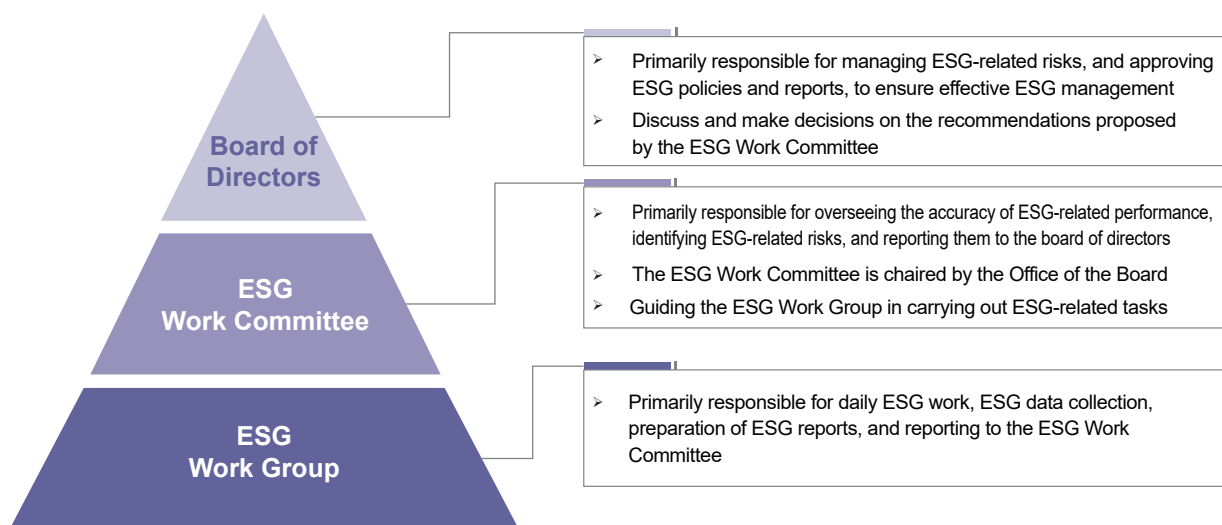 Board of
Directors
➢ Primarily responsible for managing ESG-related risks, and approving
ESG policies and reports, to ensure effective ESG management
➢ Discuss and make decisions on the recommendations proposed
by the ESG Work Committee
ESG
Work Committee
➢ Primarily responsible for overseeing the accuracy of ESG-related performance,
identifying ESG-related risks, and reporting them to the board of directors
➢ The ESG Work Committee is chaired by the Office of the Board
➢ Guiding the ESG Work Group in carrying out ESG-related tasks
ESG
Work Group
➢ Primarily responsible for daily ESG work, ESG data collection,
preparation of ESG reports, and reporting to the ESG Work
Committee